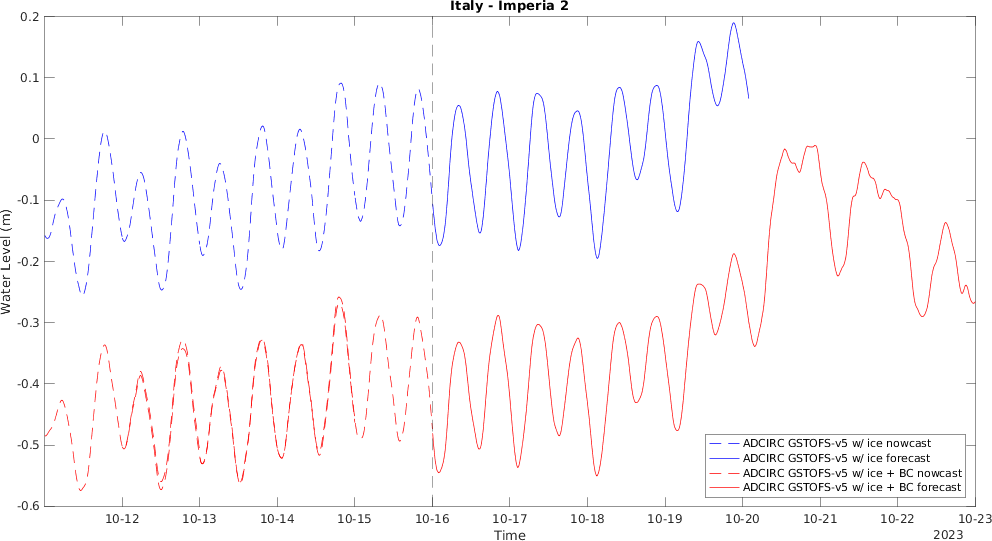 Italy - Imperia 2
0.2
0.1
0
-0.1
-0.2
-0.3
-0.4
-0.5
-0.6
Water Level (m)
ADCIRC GSTOFS-v5 w/ ice nowcast
ADCIRC GSTOFS-v5 w/ ice forecast
ADCIRC GSTOFS-v5 w/ ice + BC nowcast
ADCIRC GSTOFS-v5 w/ ice + BC forecast
10-12 10-13 10-14 10-15 10-16 10-17 10-18 10-19 10-20 10-21 10-22 10-23
Time
2023